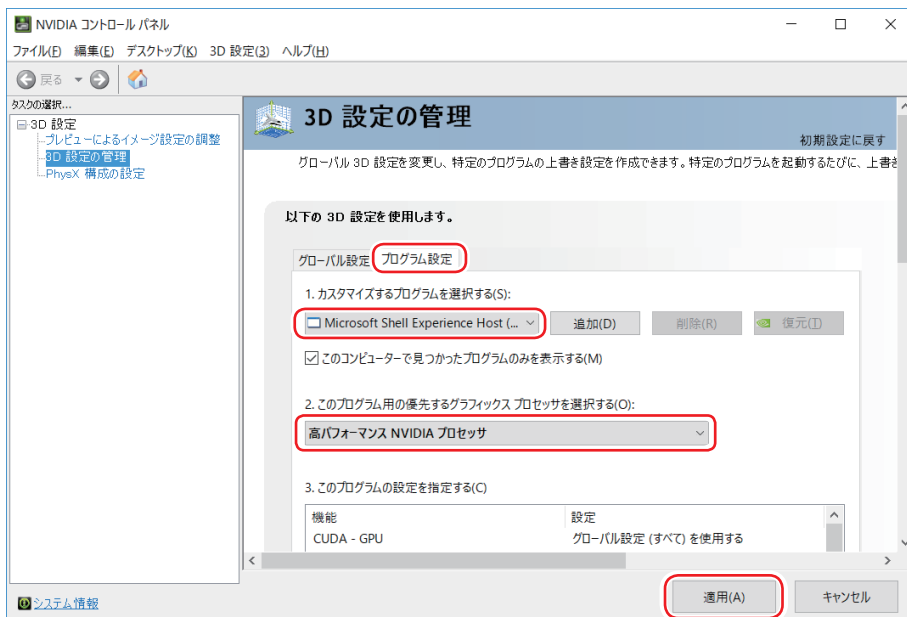 NVIDIA コントロール パネル
ファイル(F) 編集(E) デスクトップ(K) 3D 設定(3) ヘルプ(H)
戻る
タスクの選択...
3D 設定
プレビューによるイメージ設定の調整
3D 設定の管理
PhysX 構成の設定
3D 設定の管理
初期設定に戻す
グローバル 3D 設定を変更し、特定のプログラムの上書き設定を作成できます。特定のプログラムを起動するたびに、上書き
以下の 3D 設定を使用します。
グローバル設定 プログラム設定
1. カスタマイズするプログラムを選択する(S):
Microsoft Shell Experience Host (... 追加(D) 削除(R) 復元(T)
このコンピューターで見つかったプログラムのみを表示する(M)
2. このプログラム用の優先するグラフィックス プロセッサを選択する(O):
高パフォーマンス NVIDIA プロセッサ
3. このプログラムの設定を指定する(C)
機能 設定
CUDA - GPU グローバル設定 (すべて) を使用する
システム情報
適用(A) キャンセル